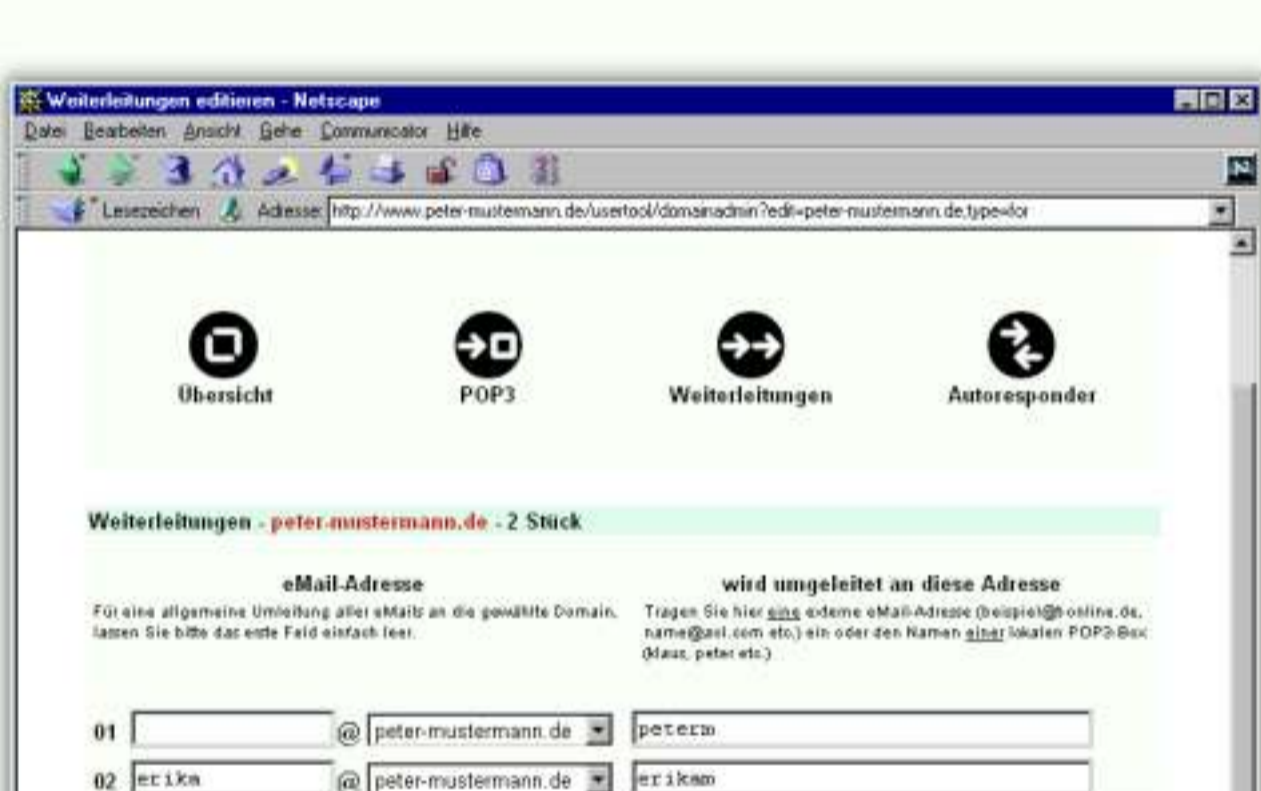 Weiterleitungen editieren - Netscape
Datei Bearbeiten Ansicht Gehe Communicator Hilfe
Lesezeichen Adresse http://www.peter-mustermann.de/usertool/domainadmin?edit=peter-mustermann.de,type=for
Übersicht POP3 Weiterleitungen Autoresponder
Weiterleitungen - peter-mustermann.de - 2 Stück
eMail-Adresse wird umgeleitet an diese Adresse
Für eine allgemeine Umleitung aller eMails an die gewählte Domain, Tragen Sie hier eine externe eMail-Adresse (beispiel@t-online.de,
lassen Sie bitte das erste Feld einfach leer. name@aol.com etc.) ein oder den Namen einer lokalen POP3-Box
(klaus, peter etc.)
01 @ peter-mustermann.de peterm
02 erika @ peter-mustermann.de erikam